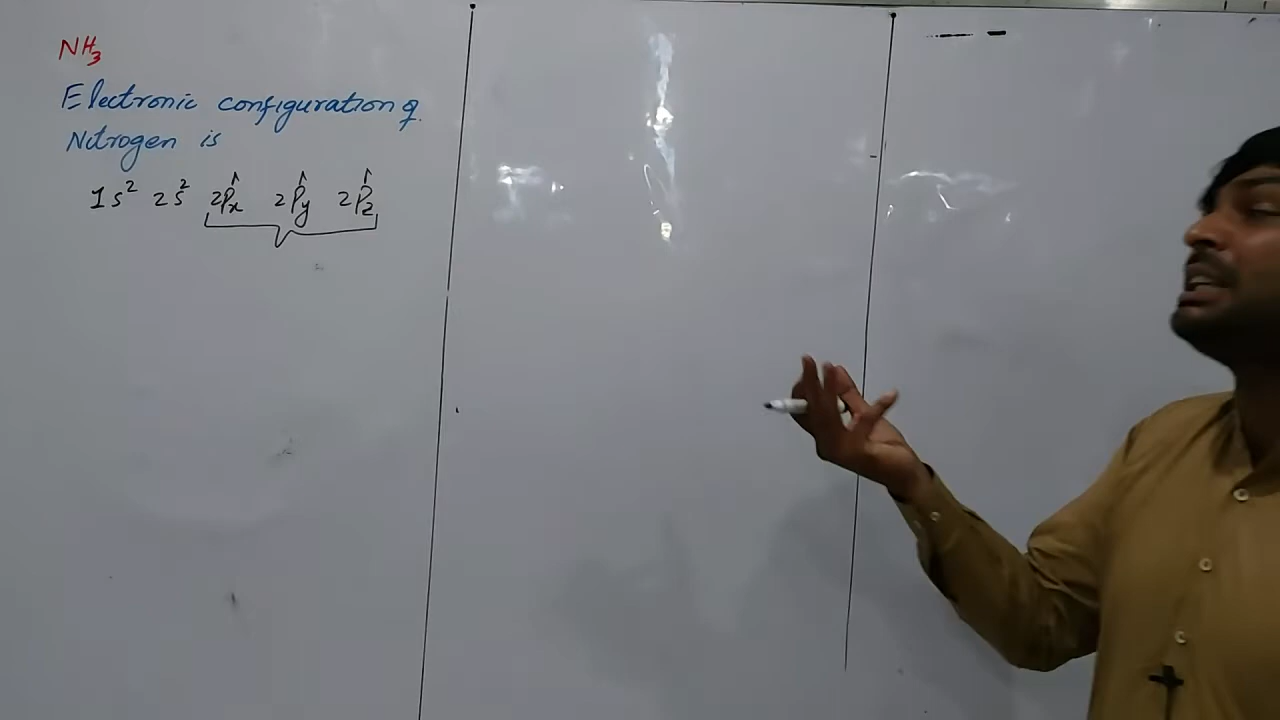 NH₃
Electronic configuration of
Nitrogen is
1s² 2s² 2Px↿ 2Py↿ 2Pz↿